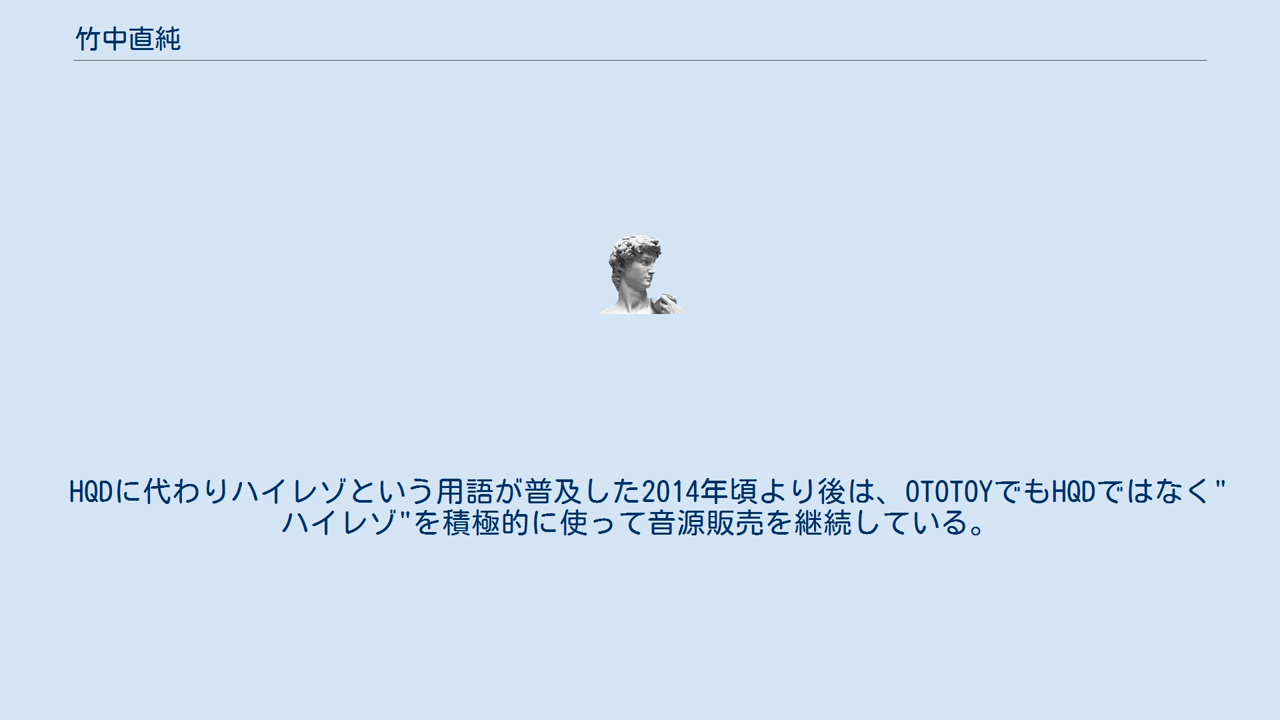 竹中直純
HQDに代わりハイレゾという用語が普及した2014年頃より後は、OTOTOYでもHQDではなく"
ハイレゾ"を積極的に使って音源販売を継続している。